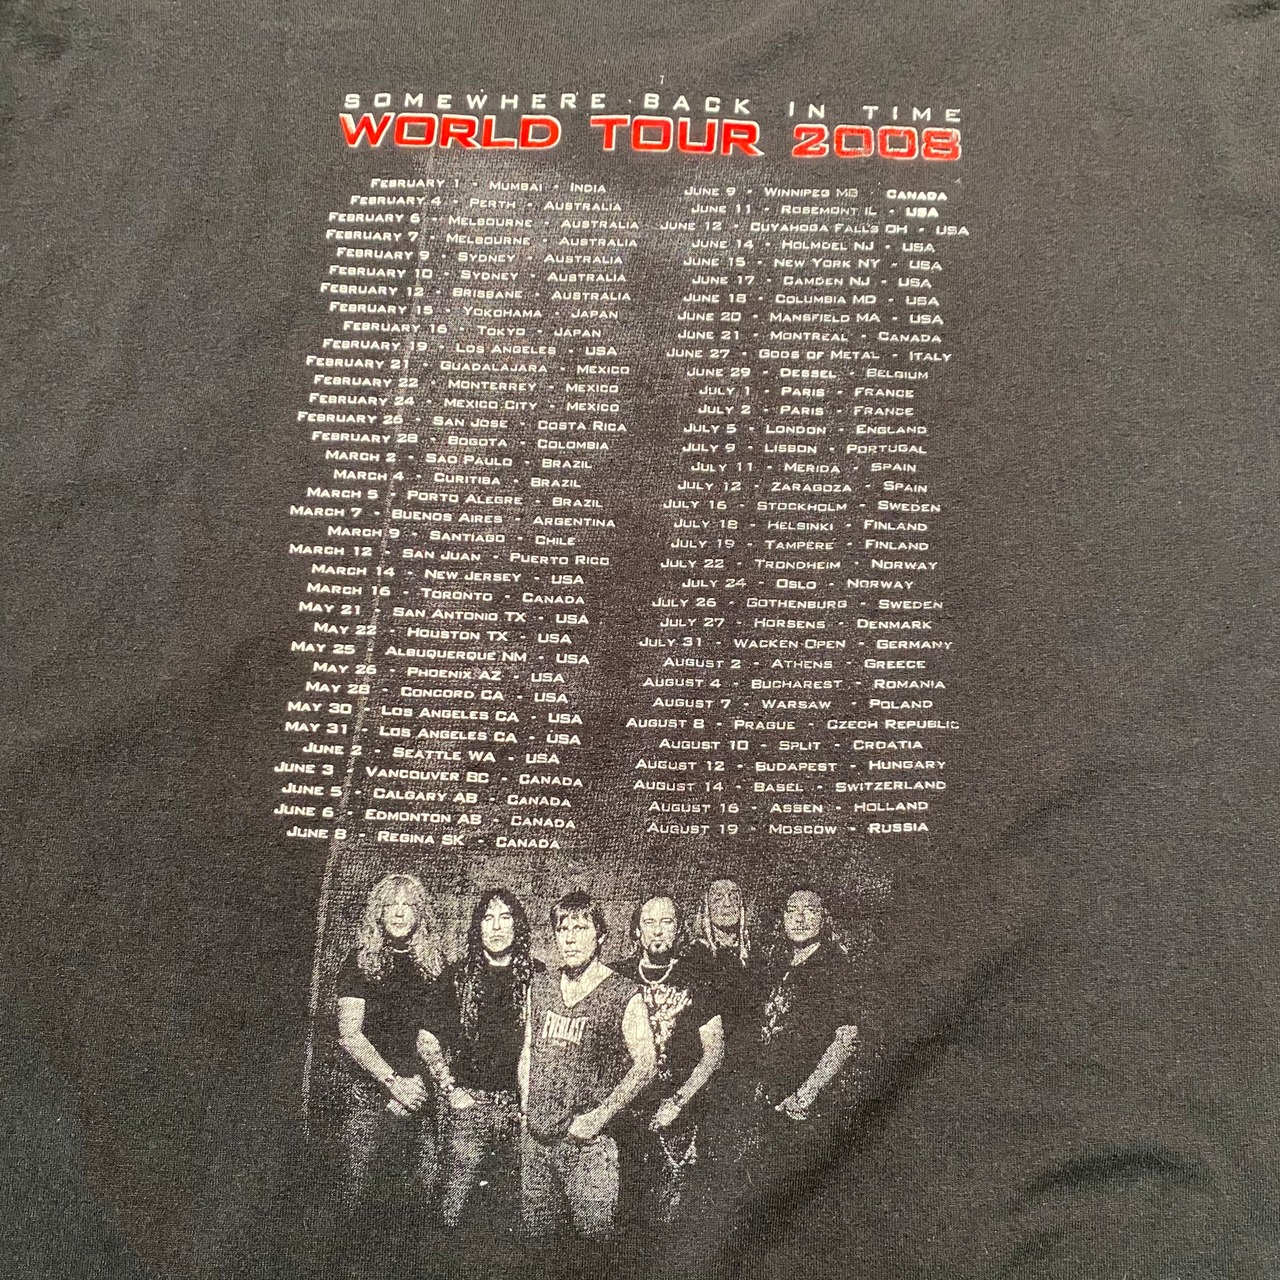 SOMEWHERE BACK IN TIME
WORLD TOUR 2008
FEBRUARY 1 - MUMBAI - INDIA
FEBRUARY 4 - PERTH - AUSTRALIA
FEBRUARY 6 - MELBOURNE - AUSTRALIA
FEBRUARY 7 - MELBOURNE - AUSTRALIA
FEBRUARY 9 - SYDNEY - AUSTRALIA
FEBRUARY 10 - SYDNEY - AUSTRALIA
FEBRUARY 12 - BRISBANE - AUSTRALIA
FEBRUARY 15 - YOKOHAMA - JAPAN
FEBRUARY 16 - TOKYO - JAPAN
FEBRUARY 19 - LOS ANGELES - USA
FEBRUARY 21 - GUADALAJARA - MEXICO
FEBRUARY 22 - MONTERREY - MEXICO
FEBRUARY 24 - MEXICO CITY - MEXICO
FEBRUARY 26 - SAN JOSE - COSTA RICA
FEBRUARY 28 - BOGOTA - COLOMBIA
MARCH 2 - SAO PAULO - BRAZIL
MARCH 4 - CURITIBA - BRAZIL
MARCH 5 - PORTO ALEGRE - BRAZIL
MARCH 7 - BUENOS AIRES - ARGENTINA
MARCH 9 - SANTIAGO - CHILE
MARCH 12 - SAN JUAN - PUERTO RICO
MARCH 14 - NEW JERSEY - USA
MARCH 16 - TORONTO - CANADA
MAY 21 - SAN ANTONIO TX - USA
MAY 22 - HOUSTON TX - USA
MAY 25 - ALBUQUERQUE NM - USA
MAY 26 - PHOENIX AZ - USA
MAY 28 - CONCORD CA - USA
MAY 30 - LOS ANGELES CA - USA
MAY 31 - LOS ANGELES CA - USA
JUNE 2 - SEATTLE WA - USA
JUNE 3 VANCOUVER BC - CANADA
JUNE 5 - CALGARY AB - CANADA
JUNE 6 - EDMONTON AB - CANADA
JUNE 8 - REGINA SK - CANADA
JUNE 9 - WINNIPEG MB CANADA
JUNE 11 - ROSEMONT IL - USA
JUNE 12 - CUYAHOGA FALLS OH - USA
JUNE 14 - HOLMDEL NJ - USA
JUNE 15 - NEW YORK NY - USA
JUNE 17 - CAMDEN NJ - USA
JUNE 18 - COLUMBIA MD - USA
JUNE 20 - MANSFIELD MA - USA
JUNE 21 - MONTREAL - CANADA
JUNE 27 - GODS OF METAL - ITALY
JUNE 29 - DESSEL - BELGIUM
JULY 1 - PARIS - FRANCE
JULY 2 - PARIS - FRANCE
JULY 5 - LONDON - ENGLAND
JULY 9 - LISBON - PORTUGAL
JULY 11 - MERIDA - SPAIN
JULY 12 - ZARAGOZA - SPAIN
JULY 16 - STOCKHOLM - SWEDEN
JULY 18 - HELSINKI - FINLAND
JULY 19 - TAMPERE - FINLAND
JULY 22 - TRONDHEIM - NORWAY
JULY 24 - OSLO - NORWAY
JULY 26 - GOTHENBURG - SWEDEN
JULY 27 - HORSENS - DENMARK
JULY 31 - WACKEN OPEN - GERMANY
AUGUST 2 - ATHENS - GREECE
AUGUST 4 - BUCHAREST - ROMANIA
AUGUST 7 - WARSAW - POLAND
AUGUST 8 - PRAGUE - CZECH REPUBLIC
AUGUST 10 - SPLIT - CROATIA
AUGUST 12 - BUDAPEST - HUNGARY
AUGUST 14 - BASEL - SWITZERLAND
AUGUST 16 - ASSEN - HOLLAND
AUGUST 19 - MOSCOW - RUSSIA
EVERLAST